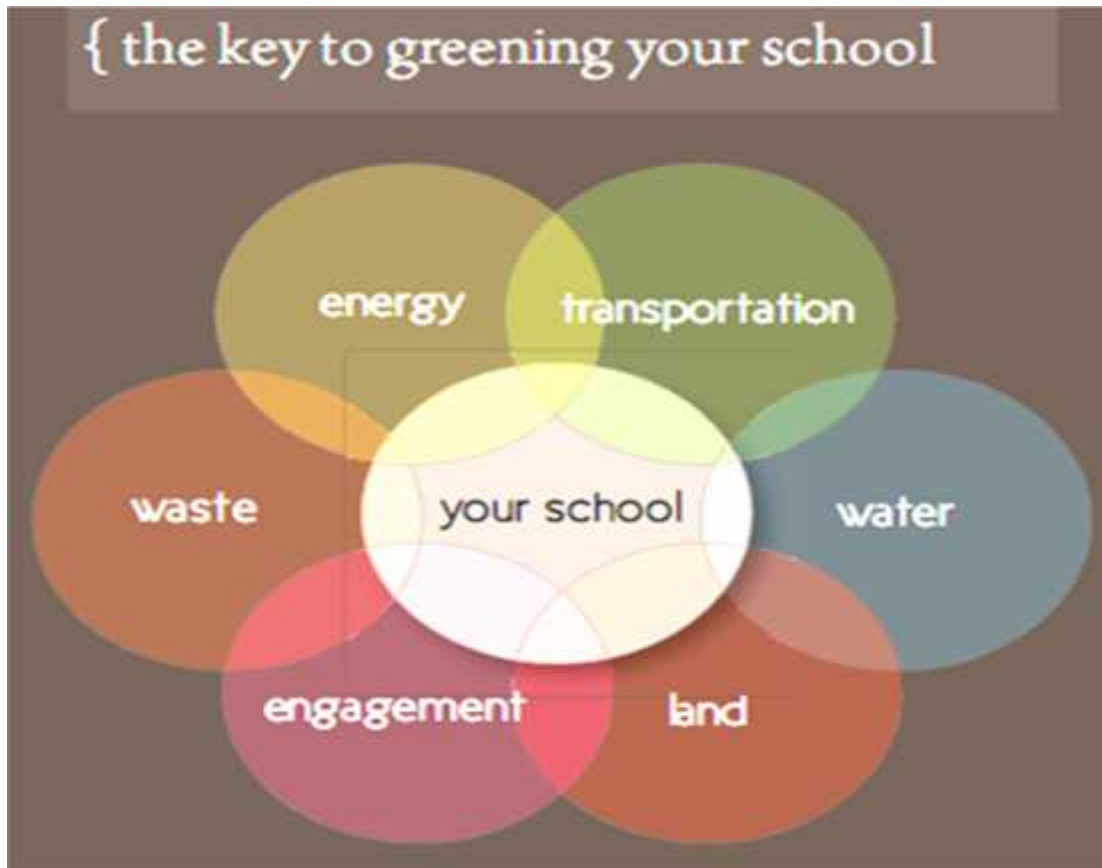 { the key to greening your school
energy
transportation
waste
your school
water
engagement
land